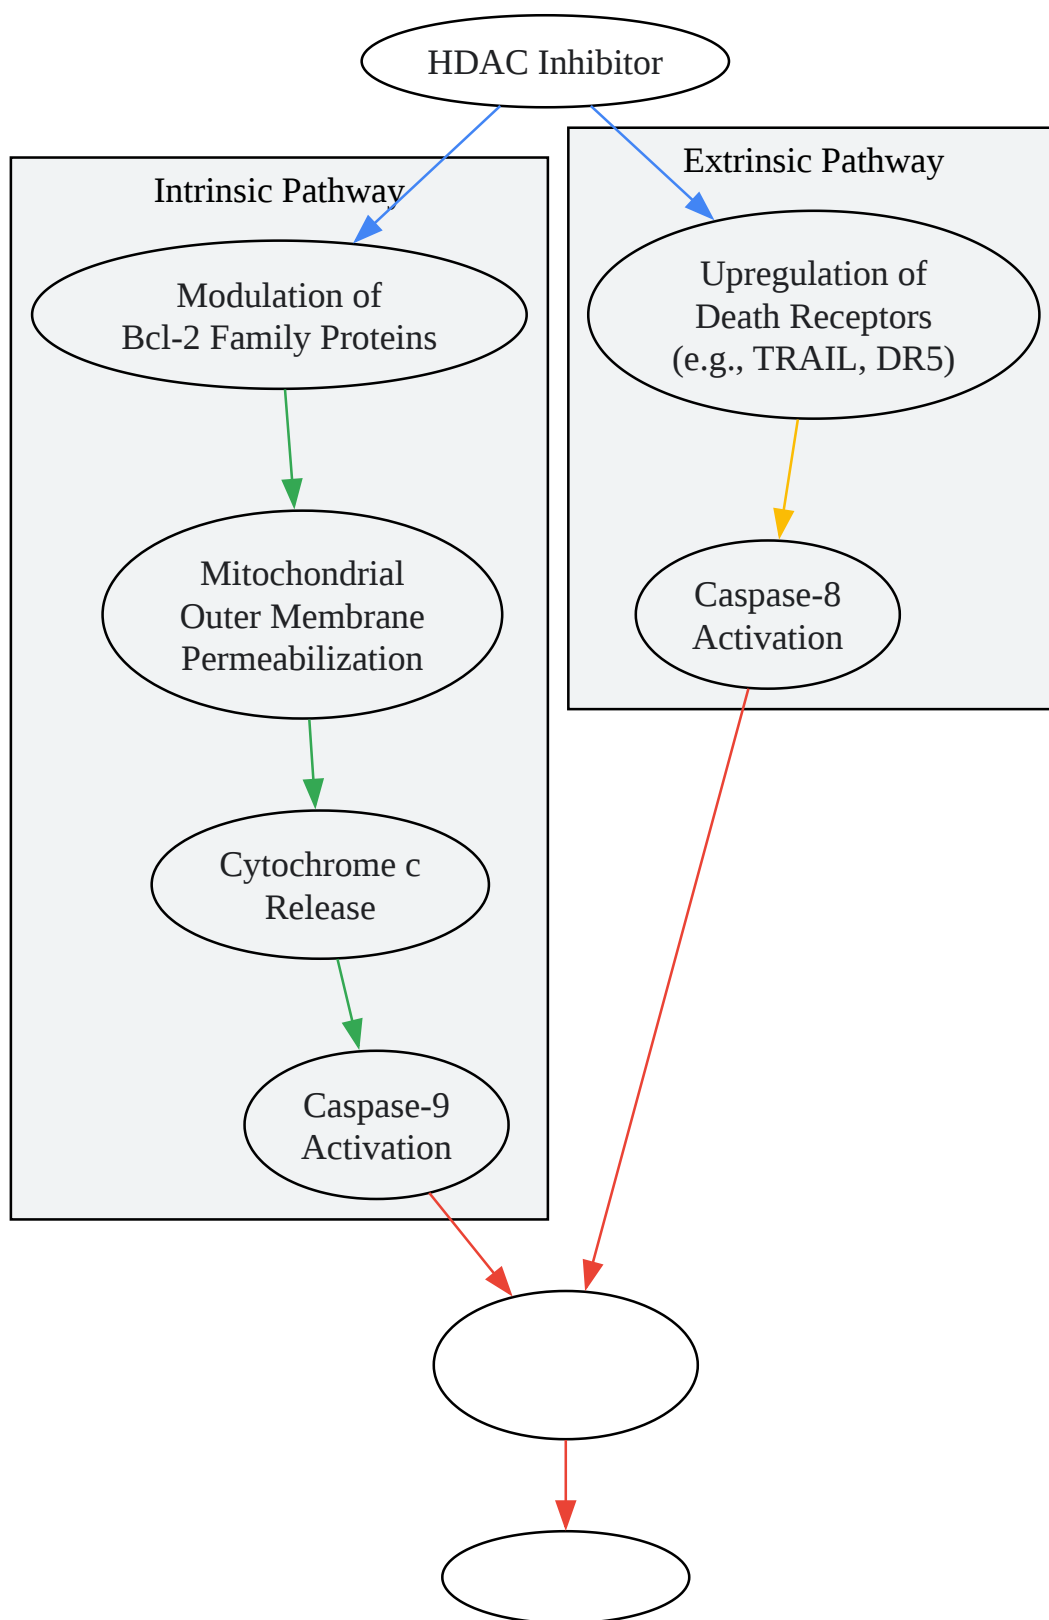 HDAC Inhibitor
Intrinsic Pathway
Modulation of
Bcl-2 Family Proteins
Mitochondrial
Outer Membrane
Permeabilization
Cytochrome c
Release
Caspase-9
Activation
Extrinsic Pathway
Upregulation of
Death Receptors
(e.g., TRAIL, DR5)
Caspase-8
Activation